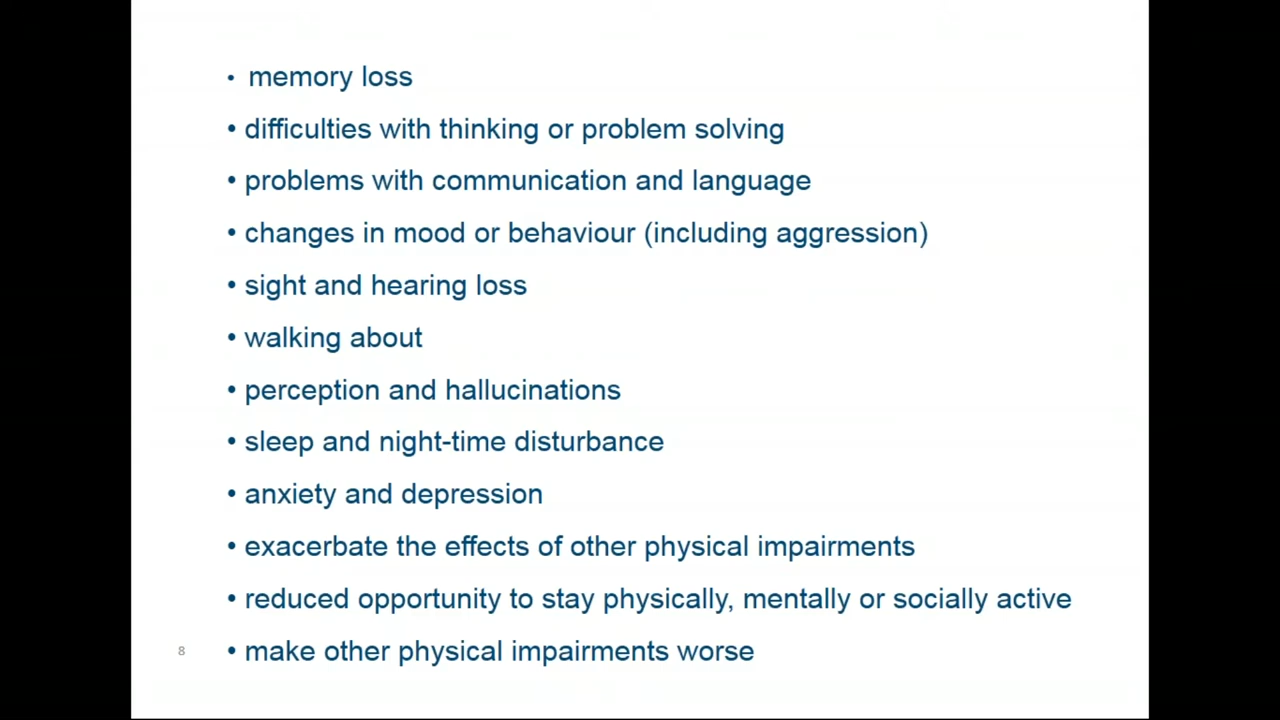 • memory loss
• difficulties with thinking or problem solving
• problems with communication and language
• changes in mood or behaviour (including aggression)
• sight and hearing loss
• walking about
• perception and hallucinations
• sleep and night-time disturbance
• anxiety and depression
• exacerbate the effects of other physical impairments
• reduced opportunity to stay physically, mentally or socially active
8 • make other physical impairments worse